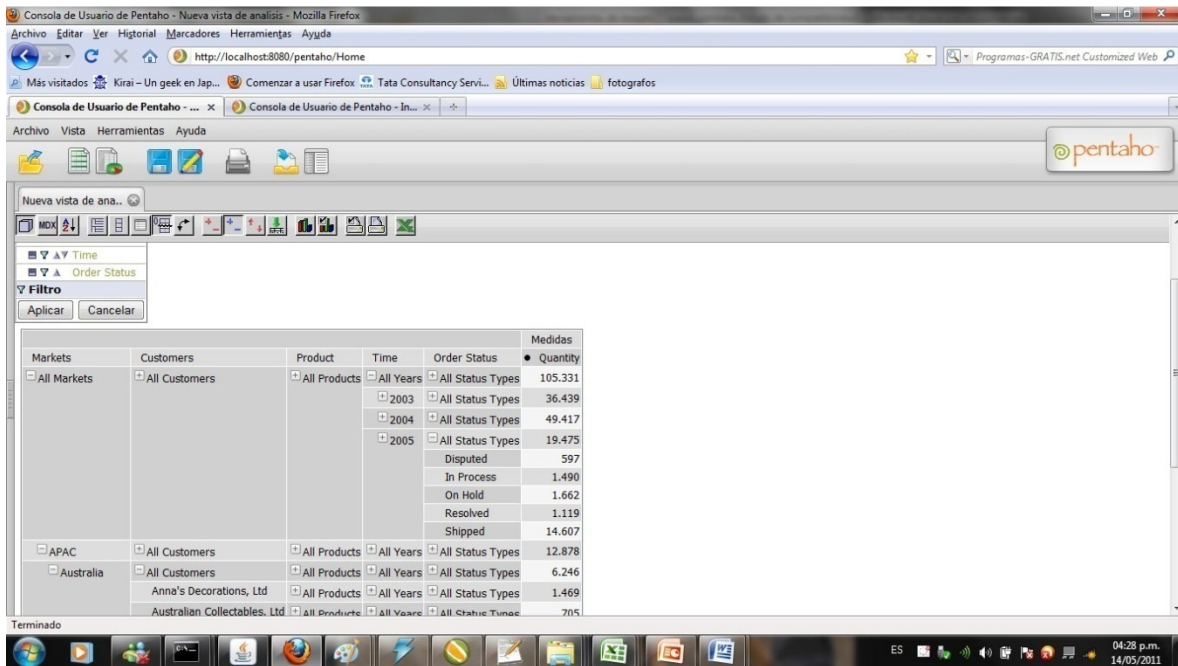 Consola de Usuario de Pentaho - Nueva vista de analisis - Mozilla Firefox
Archivo Editar Ver Historial Marcadores Herramientas Ayuda
http://localhost:8080/pentaho/Home
Programas-GRATIS.net Customized Web
Más visitados Kirai – Un geek en Jap... Comenzar a usar Firefox Tata Consultancy Servi... Últimas noticias fotografos
Consola de Usuario de Pentaho - ... Consola de Usuario de Pentaho - In...
Archivo Vista Herramientas Ayuda
pentaho
Nueva vista de ana..
MDX
Time
Order Status
Filtro
Aplicar Cancelar
Medidas
Markets Customers Product Time Order Status Quantity
All Markets All Customers All Products All Years All Status Types 105.331
2003 All Status Types 36.439
2004 All Status Types 49.417
2005 All Status Types 19.475
Disputed 597
In Process 1.490
On Hold 1.662
Resolved 1.119
Shipped 14.607
APAC All Customers All Products All Years All Status Types 12.878
Australia All Customers All Products All Years All Status Types 6.246
Anna's Decorations, Ltd All Products All Years All Status Types 1.469
Australian Collectables, Ltd All Products All Years All Status Types 705
Terminado
ES
04:28 p.m.
14/05/2011